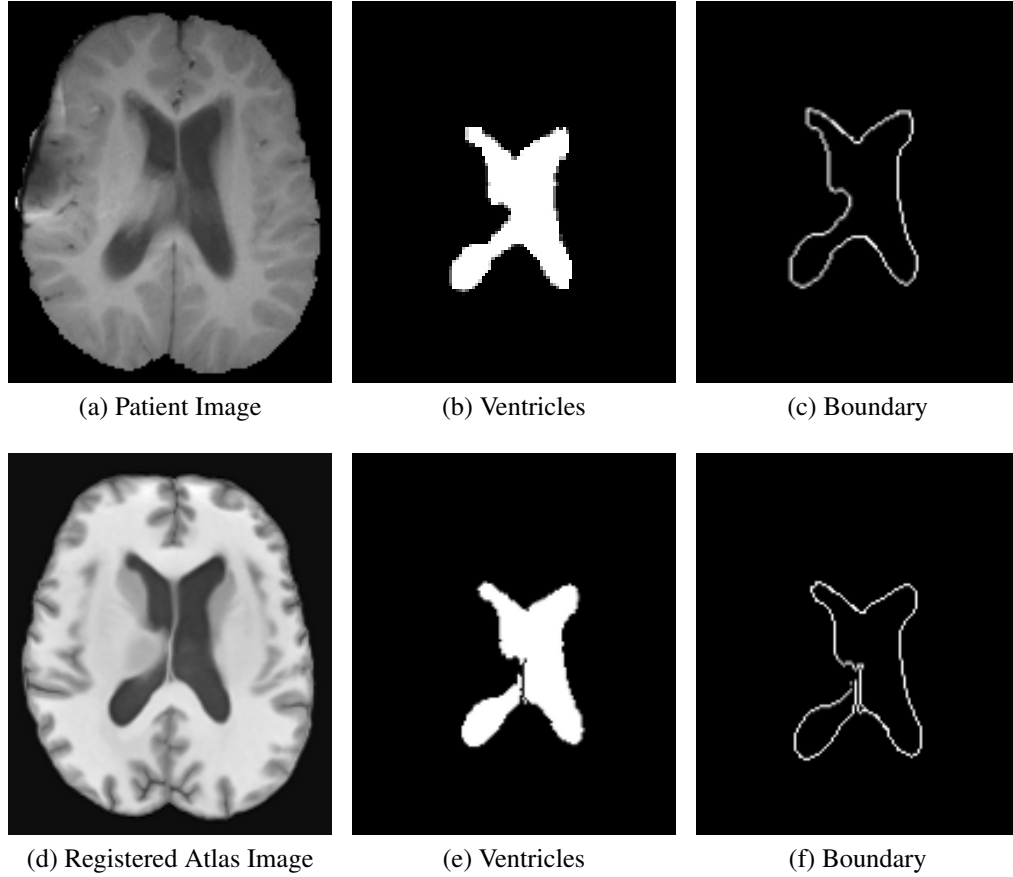 (a) Patient Image
(b) Ventricles
(c) Boundary
(d) Registered Atlas Image
(e) Ventricles
(f) Boundary